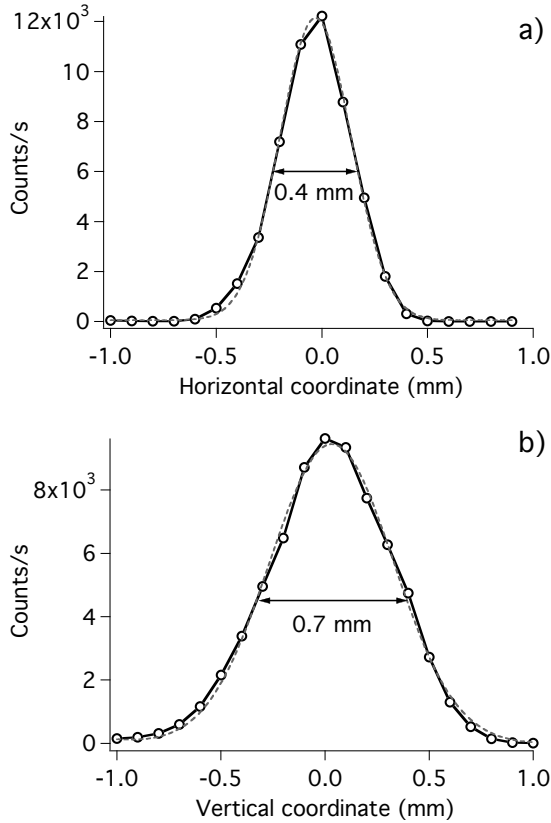 a)
12x10³
10
8
6
4
2
0
Counts/s
0.4 mm
-1.0 -0.5 0.0 0.5 1.0
Horizontal coordinate (mm)
b)
8x10³
6
4
2
0
Counts/s
0.7 mm
-1.0 -0.5 0.0 0.5 1.0
Vertical coordinate (mm)